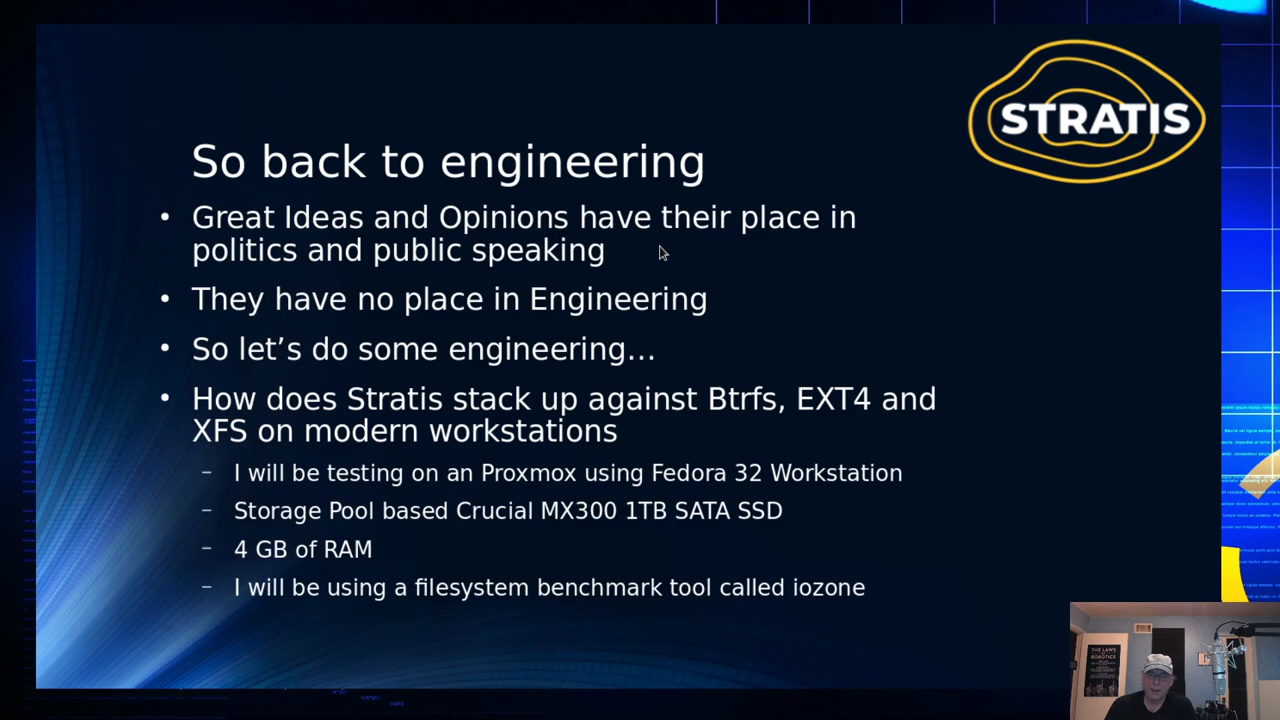 STRATIS
So back to engineering
• Great Ideas and Opinions have their place in
politics and public speaking
• They have no place in Engineering
• So let’s do some engineering…
• How does Stratis stack up against Btrfs, EXT4 and
XFS on modern workstations
– I will be testing on an Proxmox using Fedora 32 Workstation
– Storage Pool based Crucial MX300 1TB SATA SSD
– 4 GB of RAM
– I will be using a filesystem benchmark tool called iozone
THE LAWS
ROBOTICS